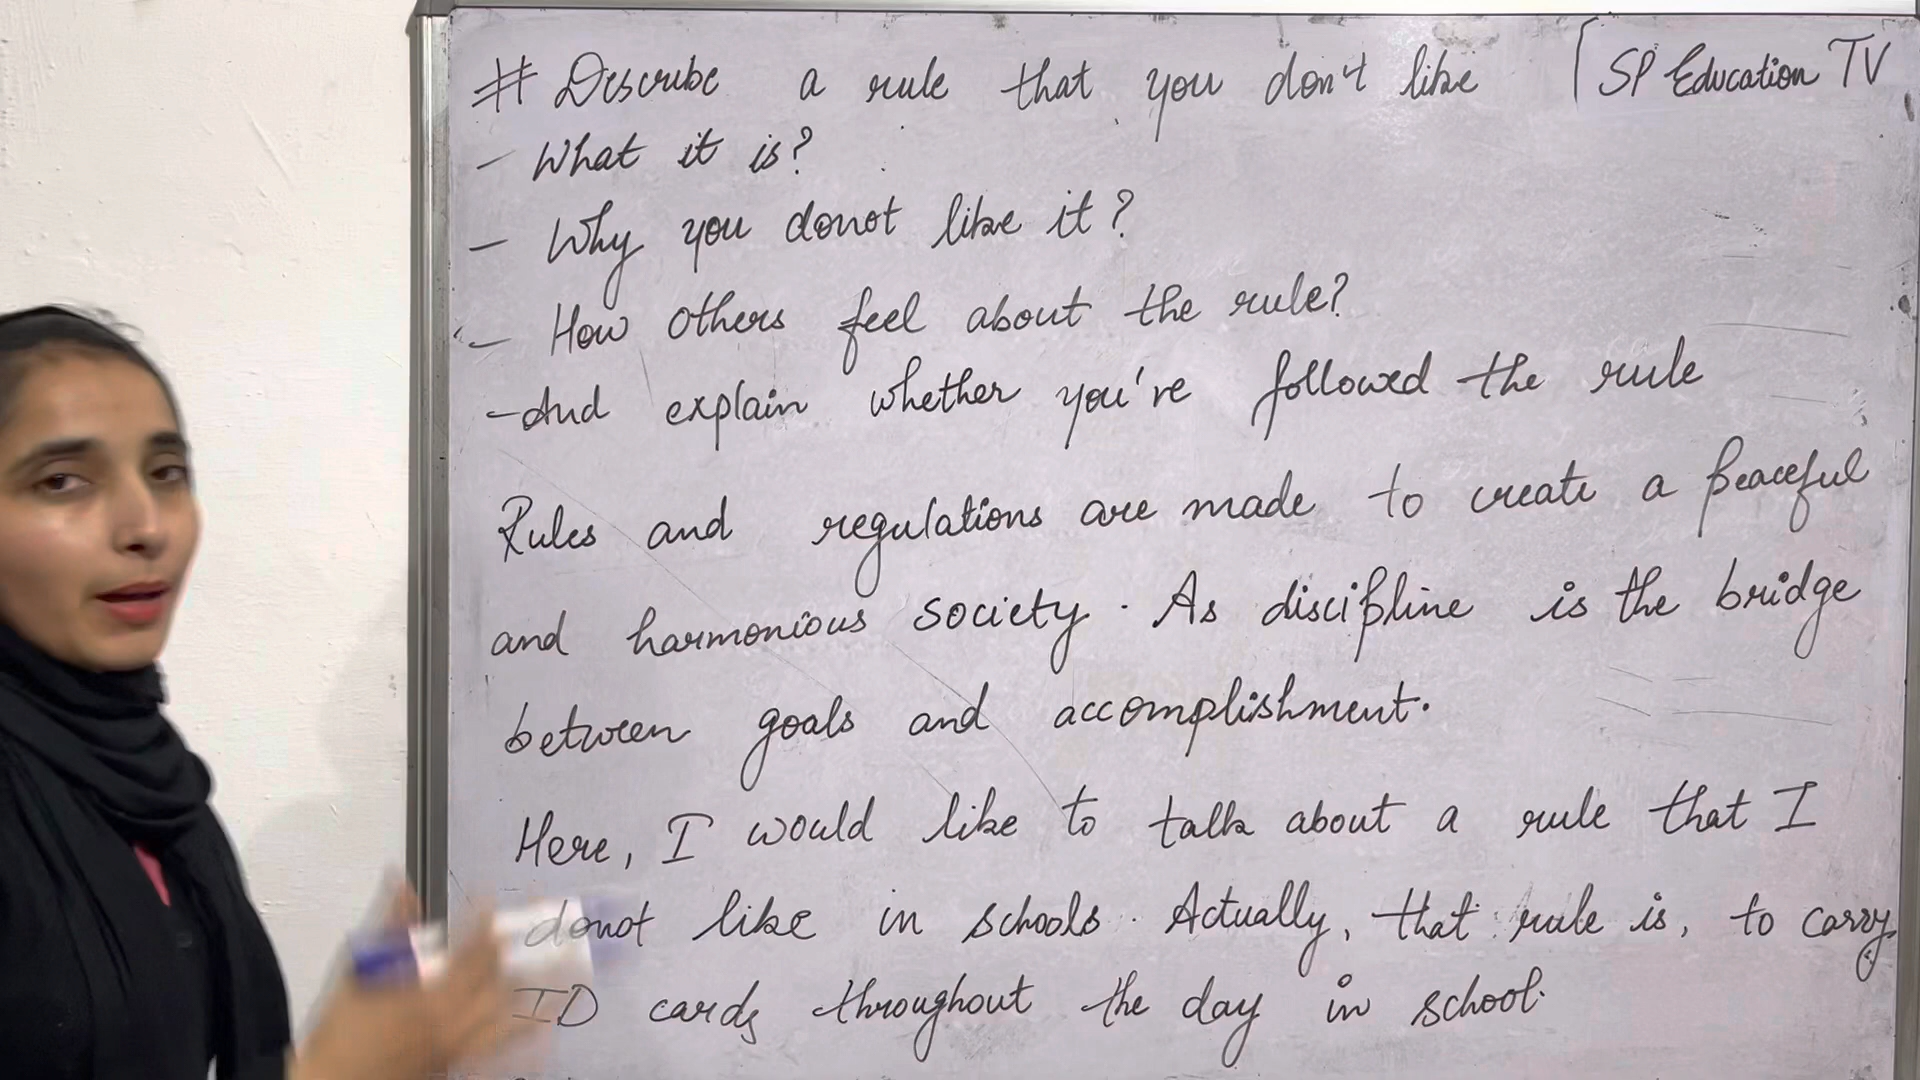 # Describe a rule that you don't like [SP Education TV
- What it is?
- Why you donot like it?
- How others feel about the rule?
- And explain whether you've followed the rule
Rules and regulations are made to create a peaceful
and harmonious society. As discipline is the bridge
between goals and accomplishment.
Here, I would like to talk about a rule that I
donot like in schools. Actually, that rule is, to carry
ID cards throughout the day in school.